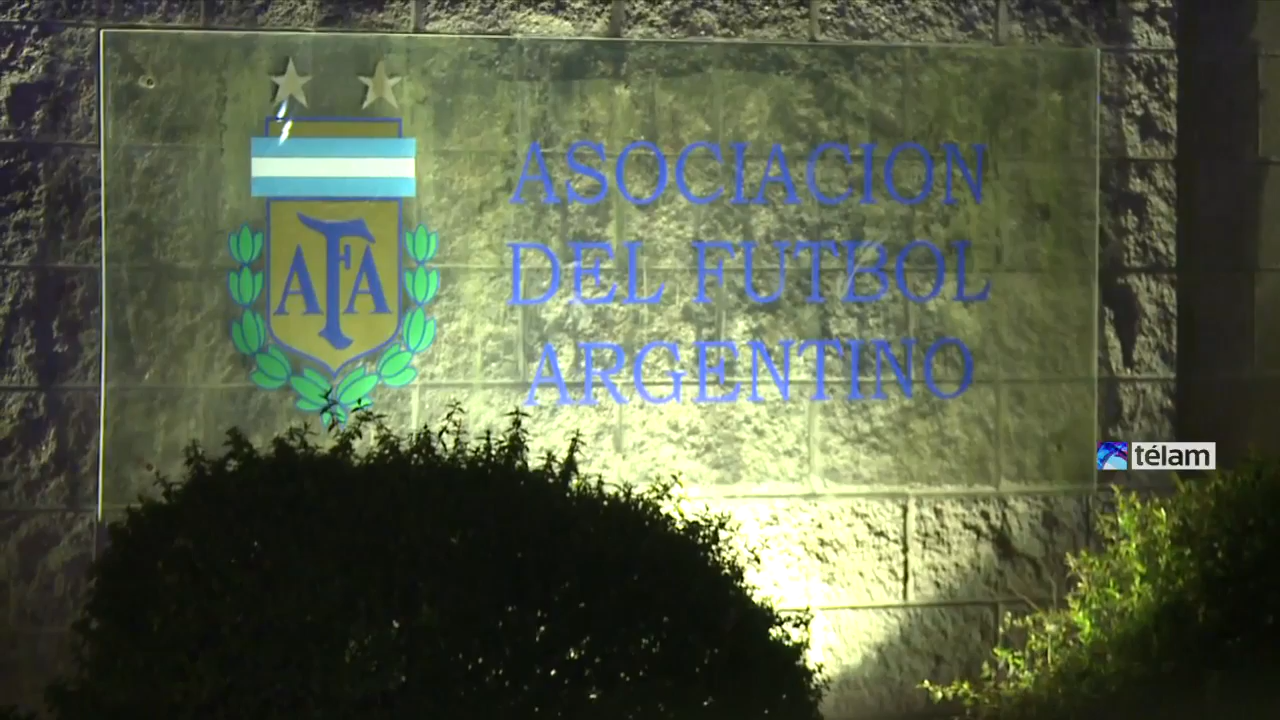 AFA
ASOCIACION
DEL FUTBOL
ARGENTINO
télam